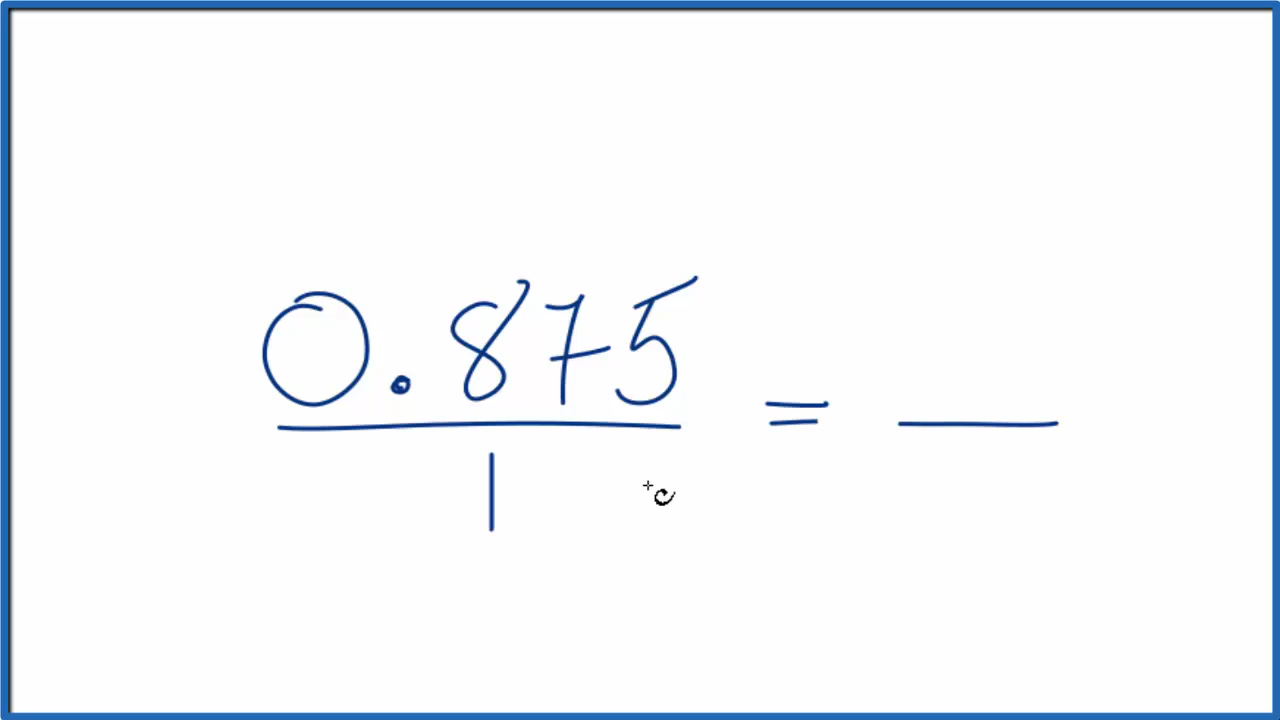 0.875
= ___
1